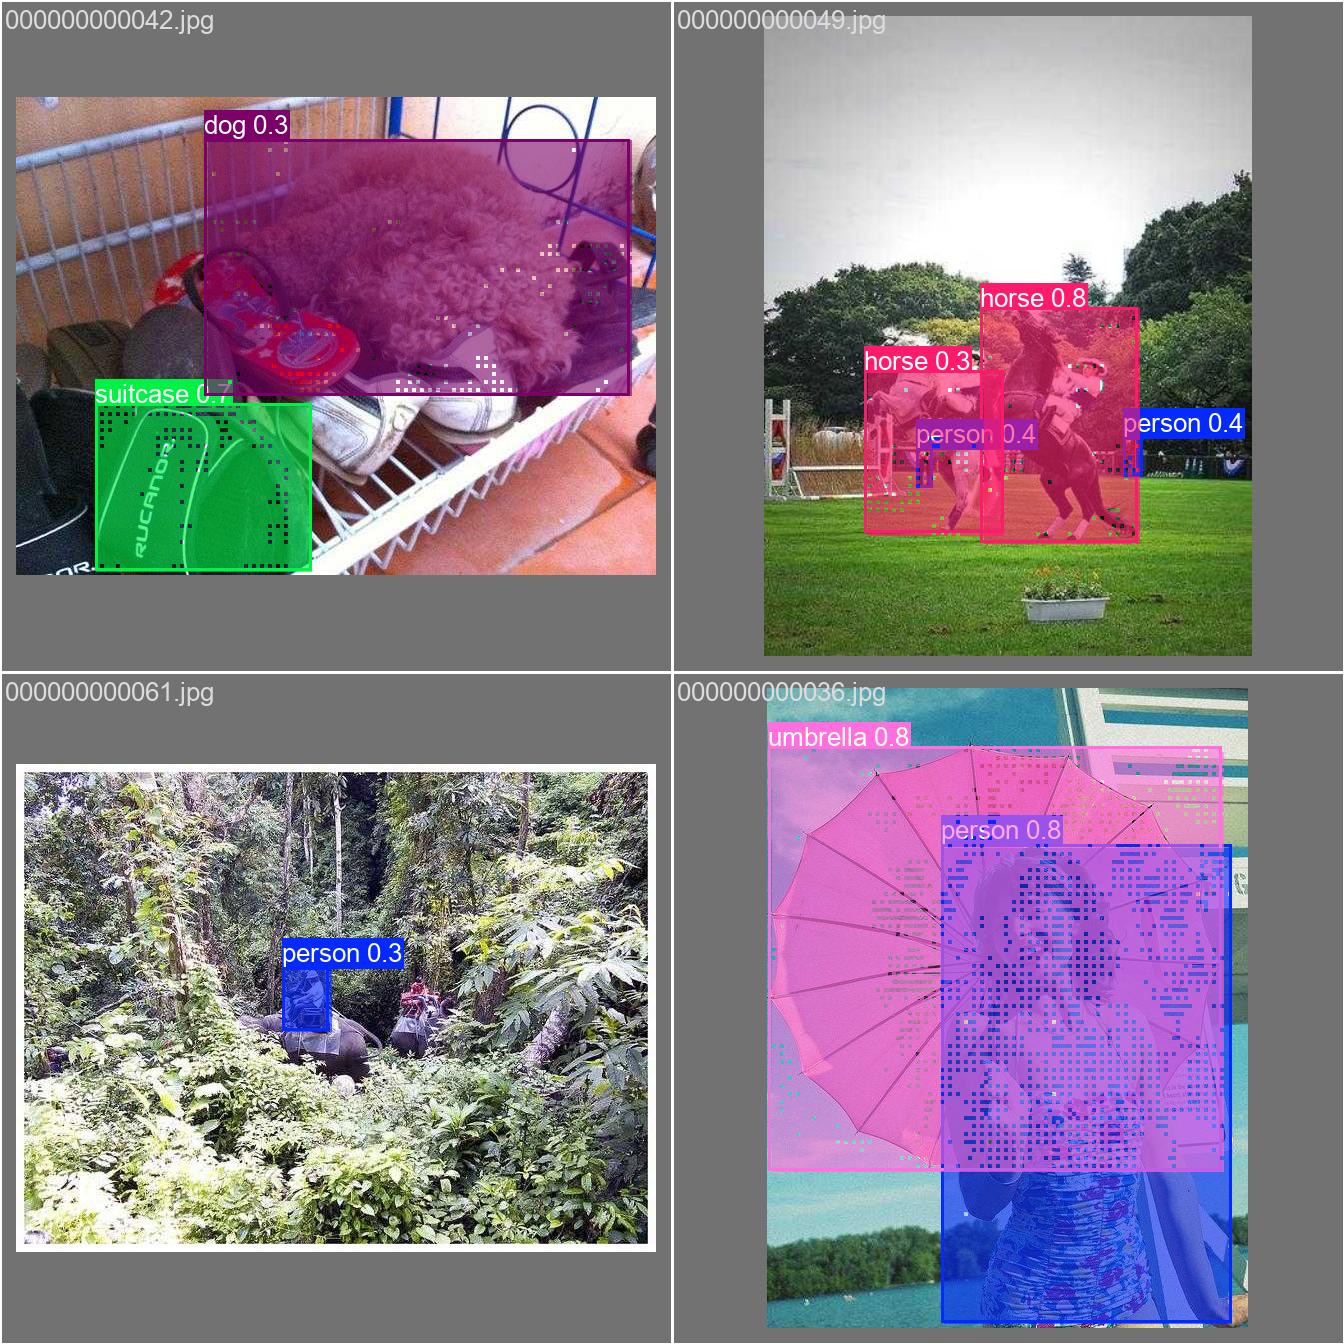 000000000042.jpg
dog 0.3
suitcase 0.7
RUCANOR
OR.
000000000049.jpg
horse 0.8
horse 0.3
person 0.4
person 0.4
000000000061.jpg
person 0.3
000000000036.jpg
umbrella 0.8
person 0.8
G